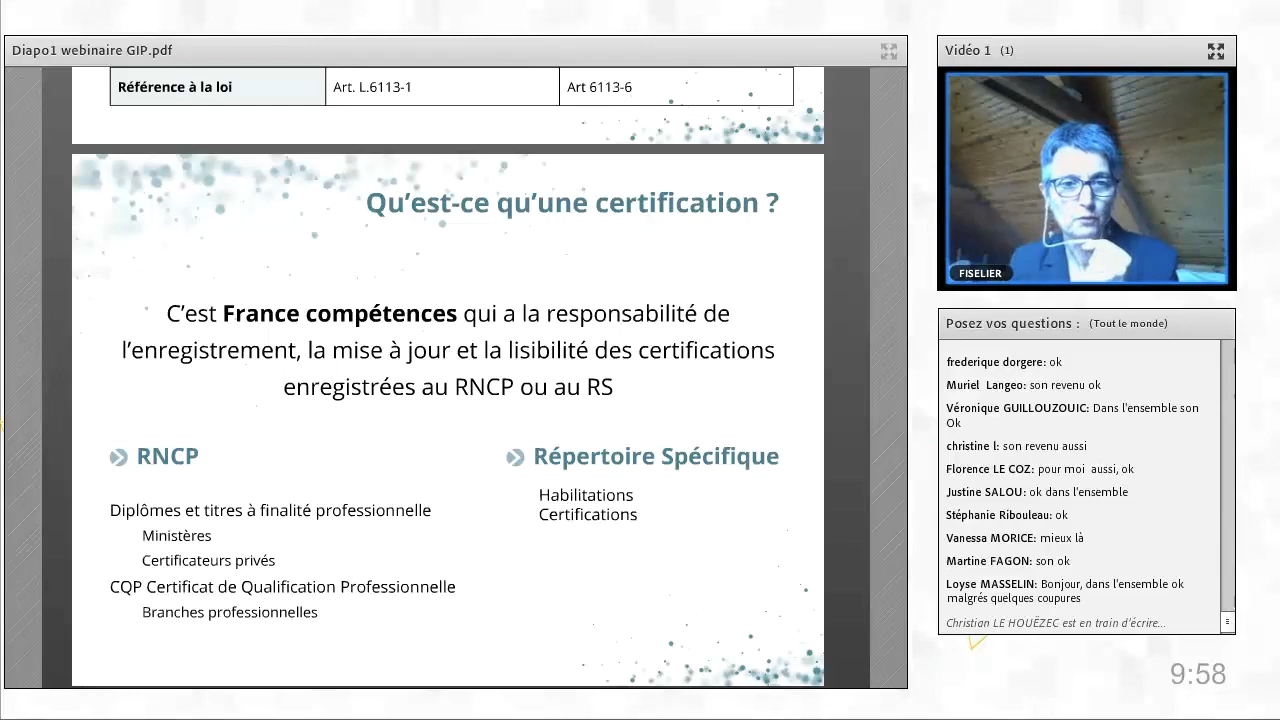 Diapo1 webinaire GIP.pdf
Référence à la loi
Art. L.6113-1
Art 6113-6
Qu’est-ce qu’une certification ?
C’est France compétences qui a la responsabilité de
l’enregistrement, la mise à jour et la lisibilité des certifications
enregistrées au RNCP ou au RS
RNCP
Diplômes et titres à finalité professionnelle
Ministères
Certificateurs privés
CQP Certificat de Qualification Professionnelle
Branches professionnelles
Répertoire Spécifique
Habilitations
Certifications
Vidéo 1 (1)
FISELIER
Posez vos questions : (Tout le monde)
frederique dorgere: ok
Muriel Langeo: son revenu ok
Véronique GUILLOUZOUIC: Dans l'ensemble son
Ok
christine l: son revenu aussi
Florence LE COZ: pour moi aussi, ok
Justine SALOU: ok dans l'ensemble
Stéphanie Ribouleau: ok
Vanessa MORICE: mieux là
Martine FAGON: son ok
Loyse MASSELIN: Bonjour, dans l'ensemble ok
malgrés quelques coupures
Christian LE HOUËZEC est en train d’écrire...
9:58